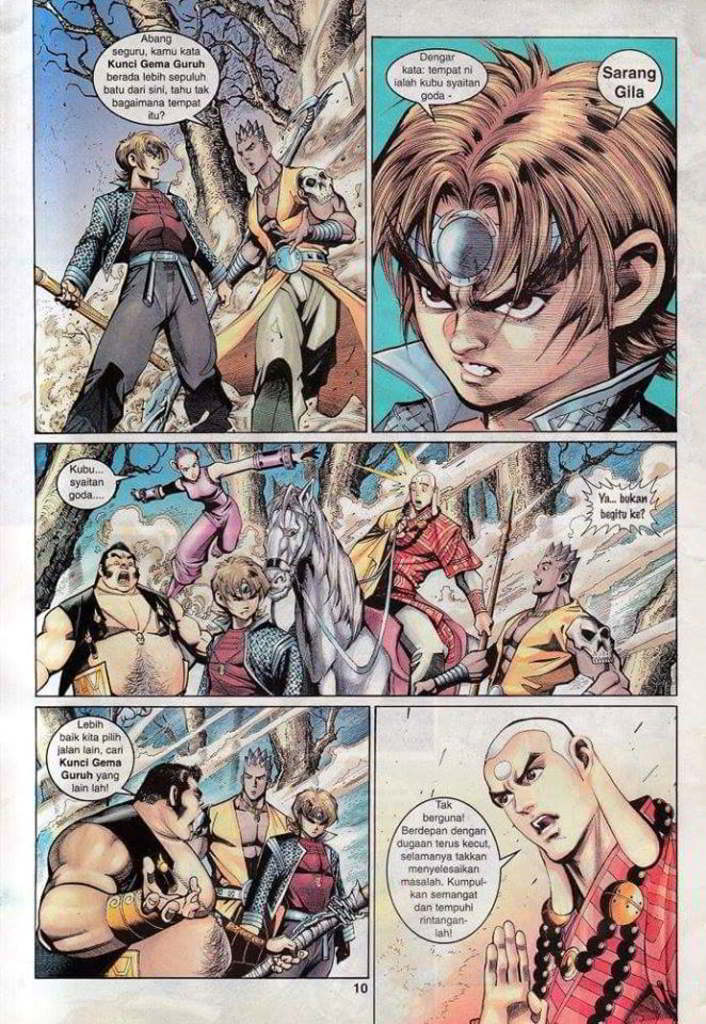 Abang
seguru, kamu kata
Kunci Gema Guruh
berada lebih sepuluh
batu dari sini, tahu tak
bagaimana tempat
itu?
Dengar
kata: tempat ni
ialah kubu syaitan
goda -
Sarang
Gila
Kubu...
syaitan
goda....
Ya... bukan
begitu ke?
Lebih
baik kita pilih
jalan lain, cari
Kunci Gema
Guruh yang
lain lah!
Tak
berguna!
Berdepan dengan
dugaan terus kecut,
selamanya takkan
menyelesaikan
masalah. Kumpul-
kan semangat
dan tempuhi
rintangan-
lah!
10